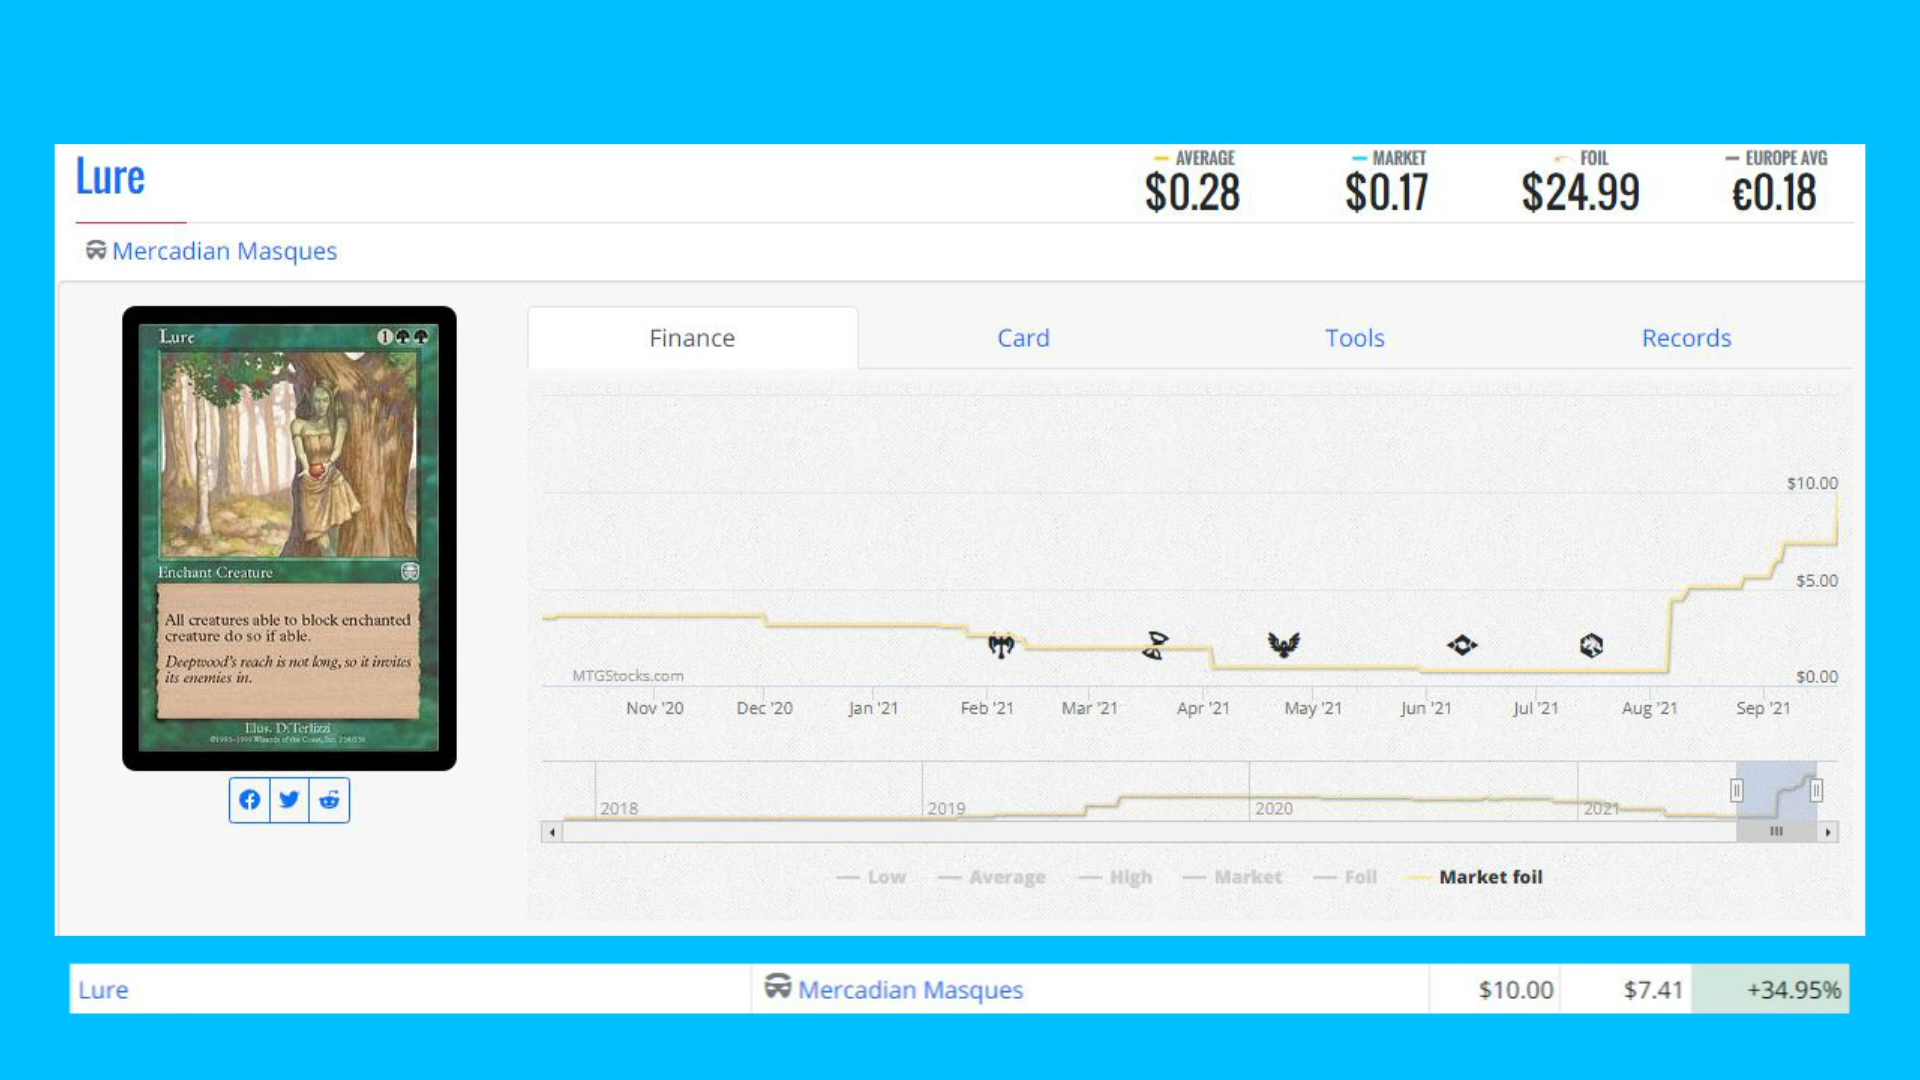 Lure
AVERAGE
$0.28
MARKET
$0.17
FOIL
$24.99
EUROPE AVG
€0.18
Mercadian Masques
Lure
1
Enchant Creature
All creatures able to block enchanted
creature do so if able.
Deepwood's reach is not long, so it invites
its enemies in.
Illus. DiTerlizzi
Finance
Card
Tools
Records
$10.00
$5.00
$0.00
MTGStocks.com
Nov '20
Dec '20
Jan '21
Feb '21
Mar '21
Apr '21
May '21
Jun '21
Jul '21
Aug '21
Sep '21
2018
2019
2020
2021
Low
Average
High
Market
Foil
Market foil
Lure
Mercadian Masques
$10.00
$7.41
+34.95%